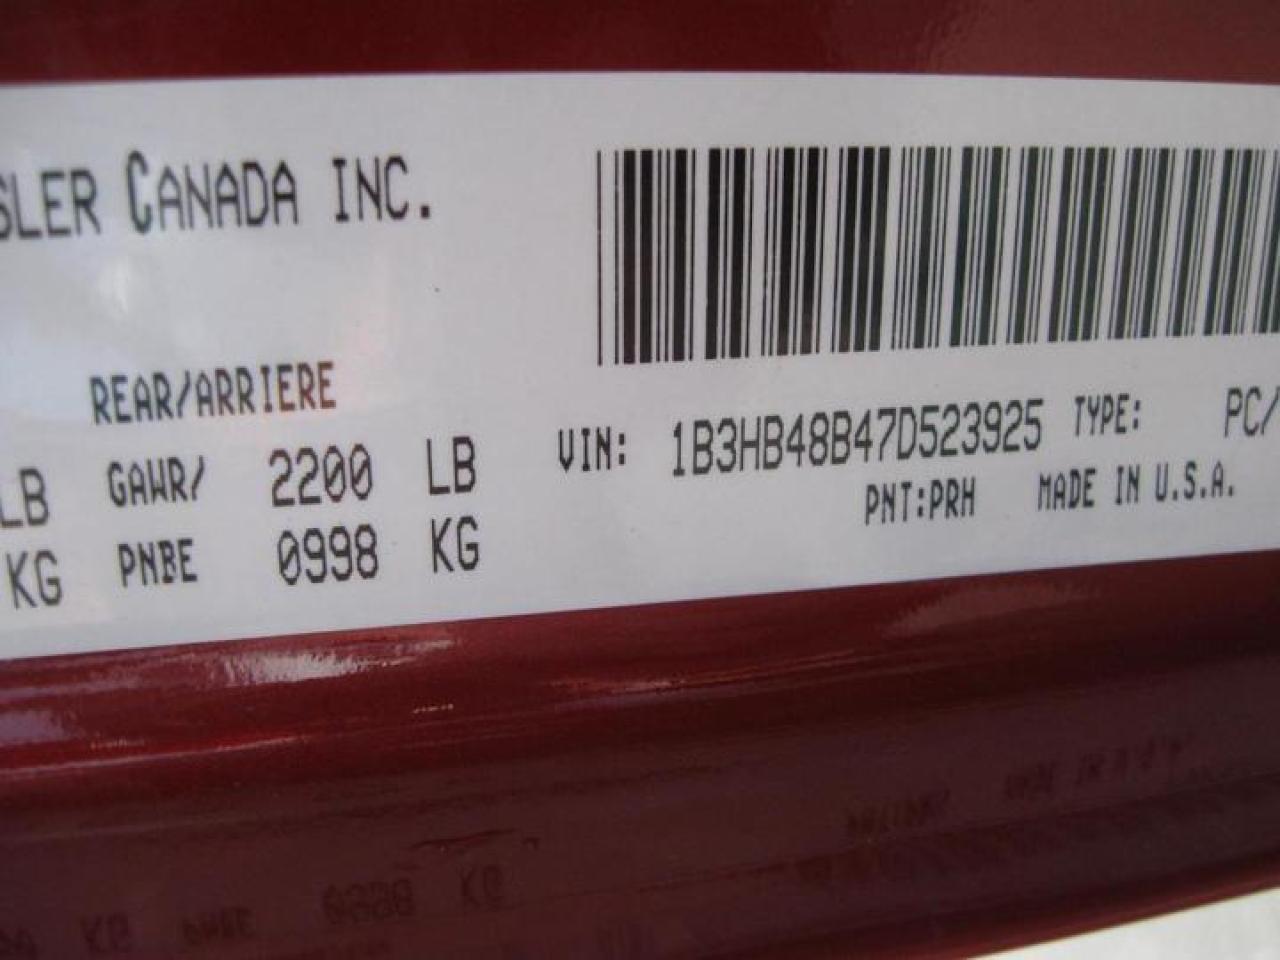 SLER CANADA INC.
REAR/ARRIERE
LB GAWR/ 2200 LB
KG PNBE 0998 KG
VIN: 1B3HB48B47D523925 TYPE: PC/
PNT:PRH MADE IN U.S.A.